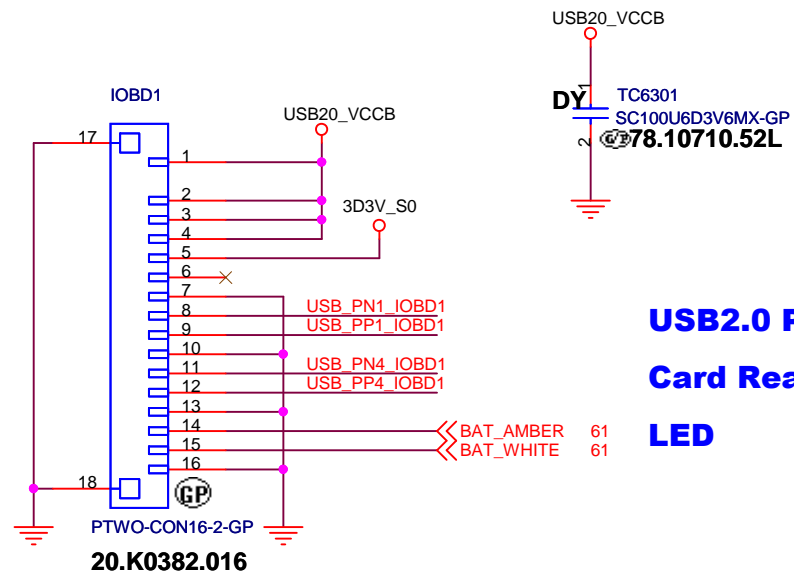 USB20_VCCB
DY
1
TC6301
SC100U6D3V6MX-GP
2
G/P
78.10710.52L
IOBD1
USB20_VCCB
17
1
2
3
3D3V_S0
4
5
6
7
8
USB_PN1_IOBD1
9
USB_PP1_IOBD1
10
11
USB_PN4_IOBD1
12
USB_PP4_IOBD1
13
14
BAT_AMBER 61
15
BAT_WHITE 61
16
18
GP
PTWO-CON16-2-GP
20.K0382.016
USB2.0 P
Card Rea
LED